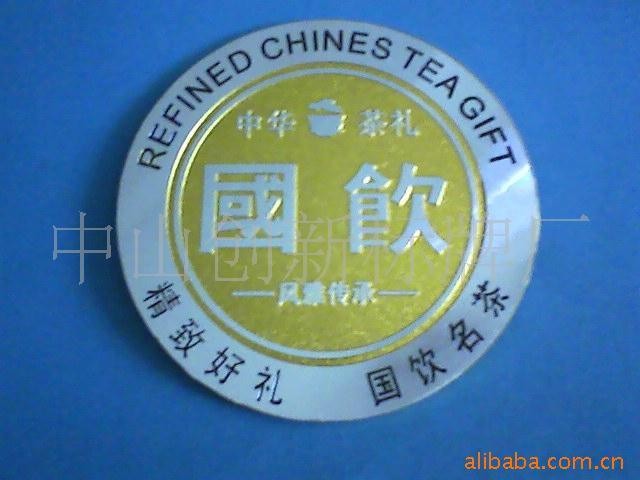 REFINED CHINES TEA GIFT
中华 茶礼
國飲
风雅传承
精致好礼 国饮名茶
中山创新标牌厂
alibaba.com.cn